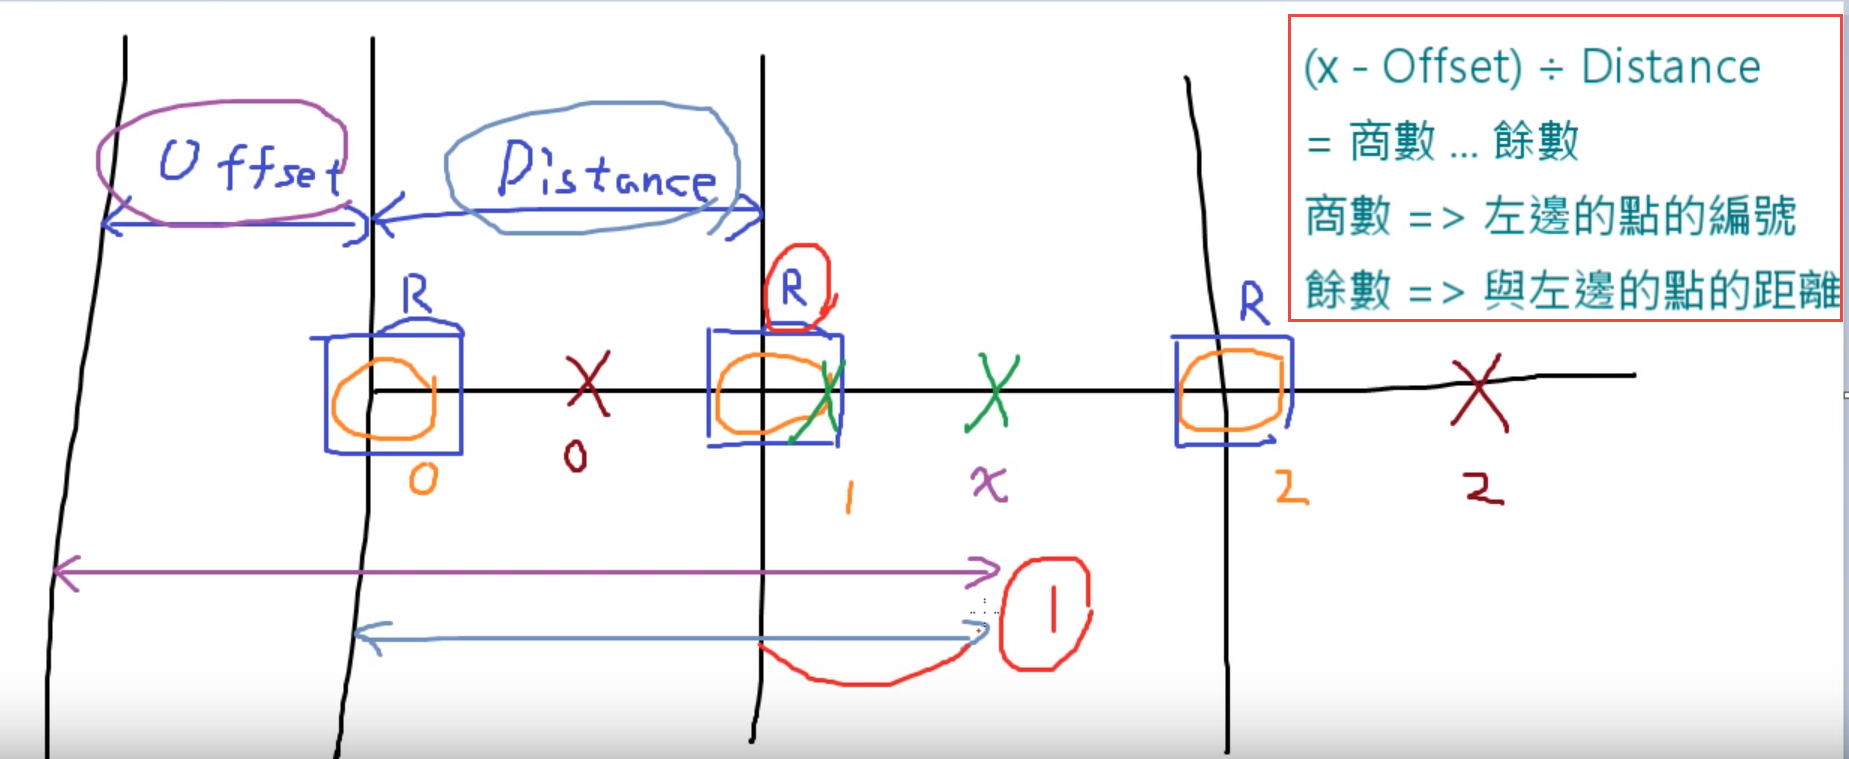 (x - Offset) ÷ Distance
= 商數 ... 餘數
商數 => 左邊的點的編號
餘數 => 與左邊的點的距離
Offset
Distance
R
R
R
0
0
1
x
2
2
1